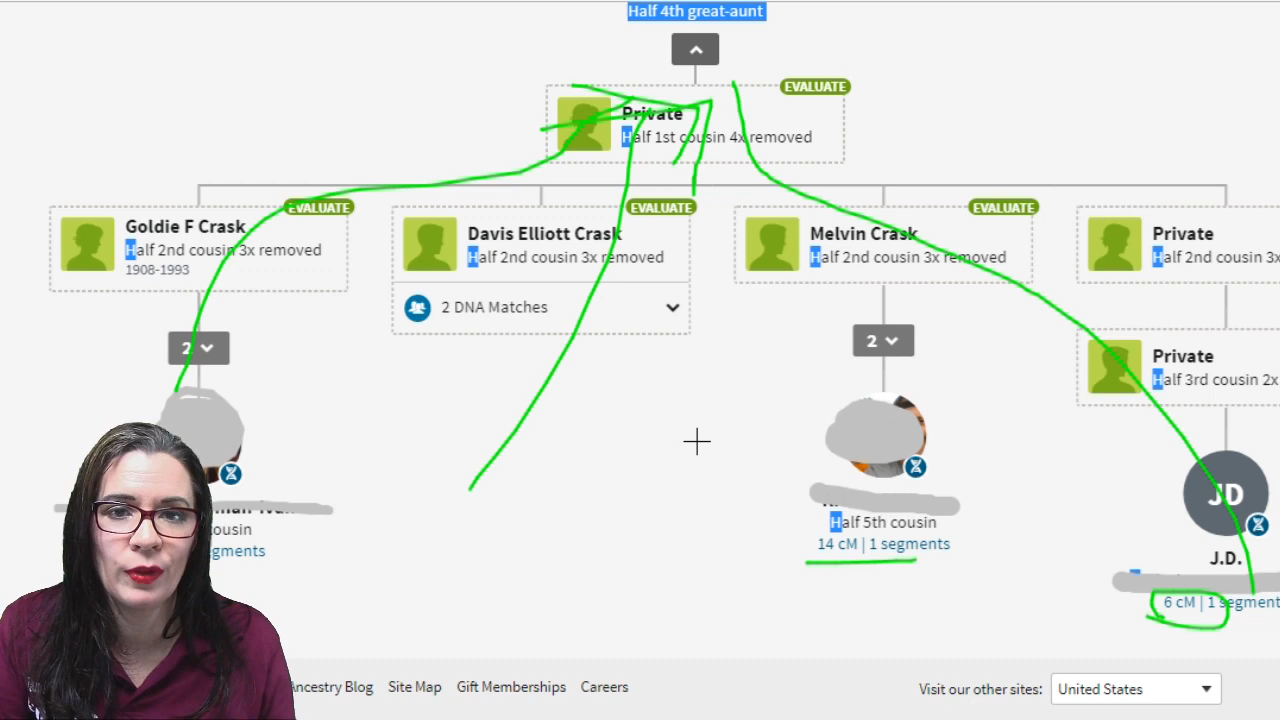 Half 4th great-aunt
EVALUATE
Private
Half 1st cousin 4x removed
EVALUATE
Goldie F Crask
Half 2nd cousin 3x removed
1908-1993
2
EVALUATE
Davis Elliott Crask
Half 2nd cousin 3x removed
2 DNA Matches
EVALUATE
Melvin Crask
Half 2nd cousin 3x removed
2
Private
Half 2nd cousin 3x
Private
Half 3rd cousin 2x
cousin
segments
Half 5th cousin
14 cM | 1 segments
JD
J.D.
6 cM | 1 segment
Ancestry Blog Site Map Gift Memberships Careers
Visit our other sites: United States